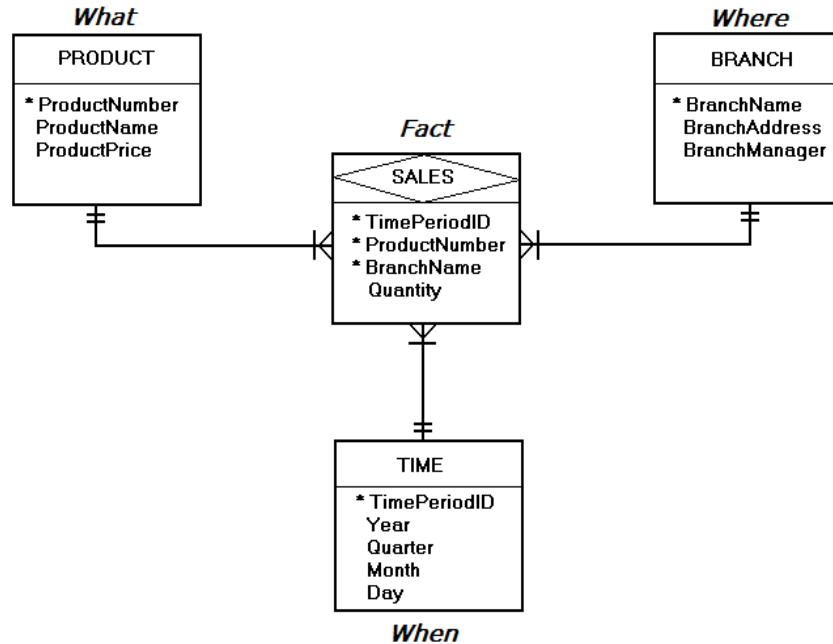 What
PRODUCT
* ProductNumber
ProductName
ProductPrice
Where
BRANCH
* BranchName
BranchAddress
BranchManager
Fact
SALES
* TimePeriodID
* ProductNumber
* BranchName
Quantity
TIME
* TimePeriodID
Year
Quarter
Month
Day
When